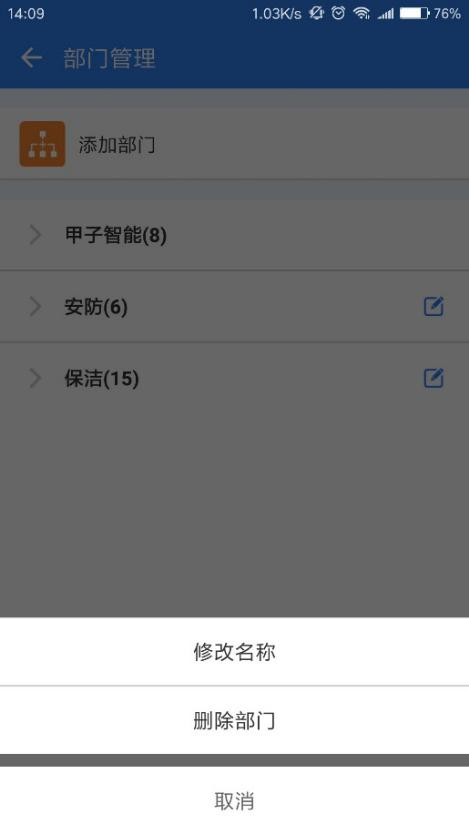 14:09 1.03K/s 76%
部门管理
添加部门
甲子智能(8)
安防(6)
保洁(15)
修改名称
删除部门
取消